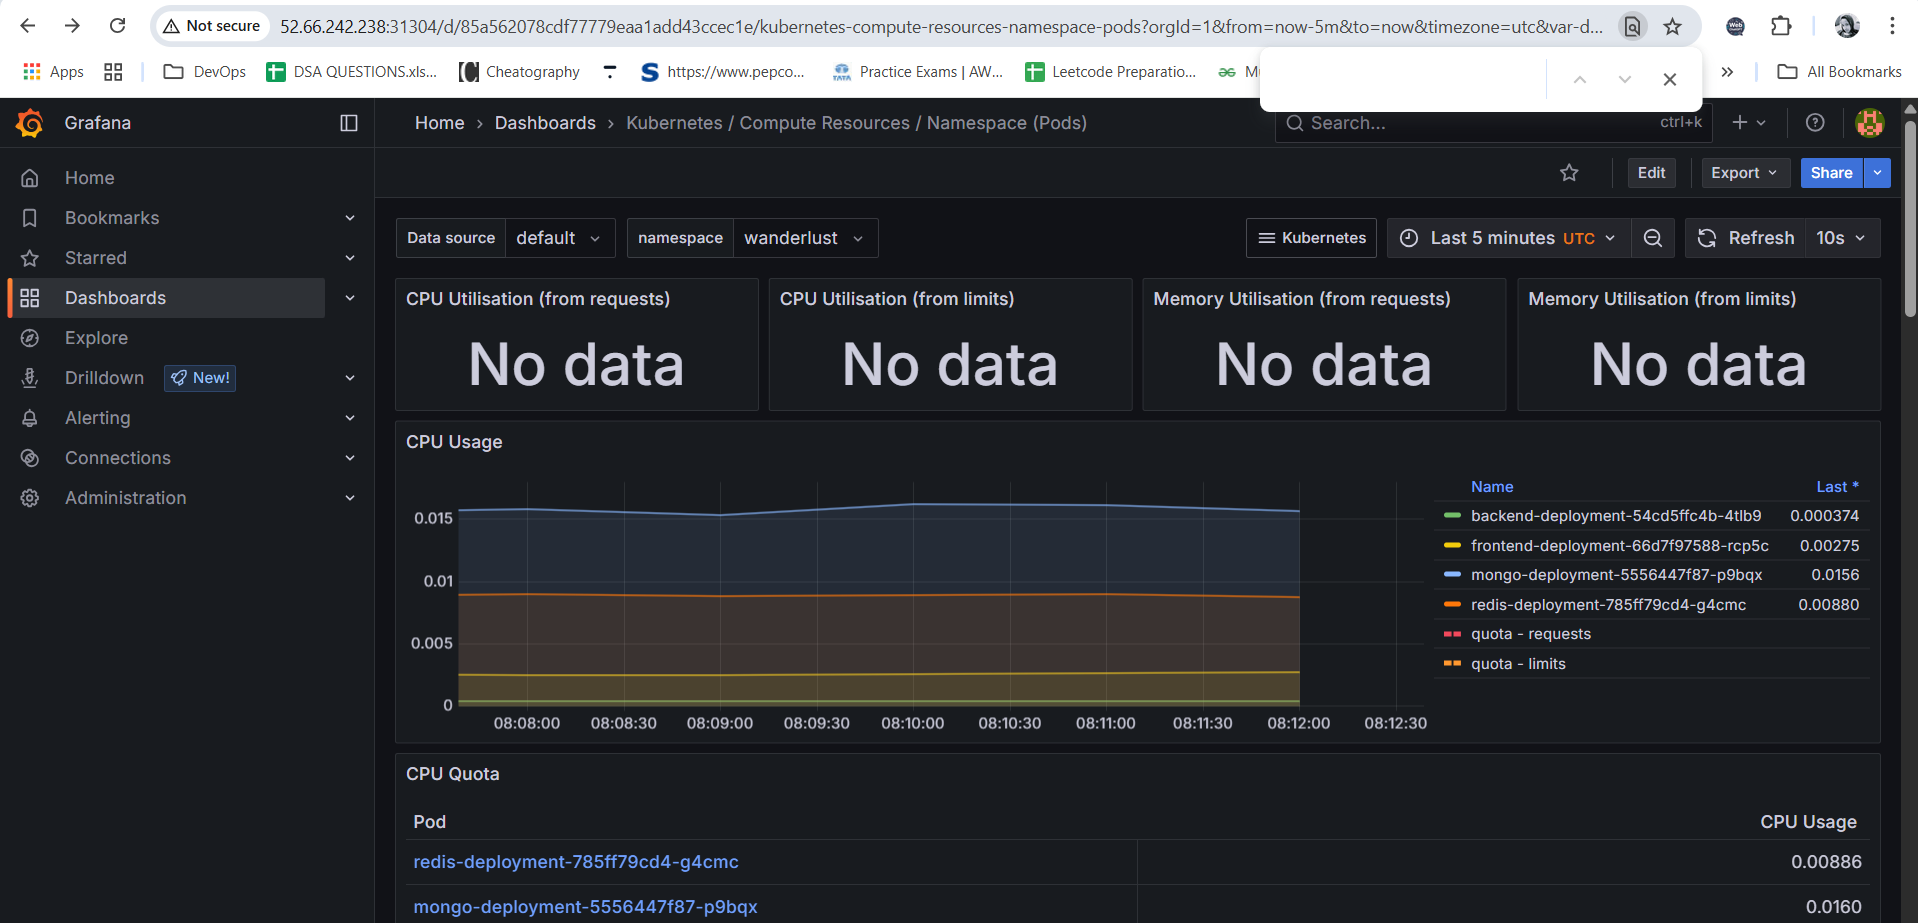 Not secure 52.66.242.238:31304/d/85a562078cdf77779eaa1add43ccec1e/kubernetes-compute-resources-namespace-pods?orgId=1&from=now-5m&to=now&timezone=utc&var-d...
Apps DevOps DSA QUESTIONS.xls... Cheatography https://www.pepco... TATA Practice Exams | AW... Leetcode Preparatio... All Bookmarks
Grafana
Home › Dashboards › Kubernetes / Compute Resources / Namespace (Pods)
Search... ctrl+k
Edit Export Share
Home
Bookmarks
Starred
Dashboards
Explore
Drilldown New!
Alerting
Connections
Administration
Data source default namespace wanderlust Kubernetes Last 5 minutes UTC Refresh 10s
CPU Utilisation (from requests)
No data
CPU Utilisation (from limits)
No data
Memory Utilisation (from requests)
No data
Memory Utilisation (from limits)
No data
CPU Usage
0.015
0.01
0.005
0
08:08:00 08:08:30 08:09:00 08:09:30 08:10:00 08:10:30 08:11:00 08:11:30 08:12:00 08:12:30
Name Last *
backend-deployment-54cd5ffc4b-4tlb9 0.000374
frontend-deployment-66d7f97588-rcp5c 0.00275
mongo-deployment-5556447f87-p9bqx 0.0156
redis-deployment-785ff79cd4-g4cmc 0.00880
quota - requests
quota - limits
CPU Quota
Pod CPU Usage
redis-deployment-785ff79cd4-g4cmc 0.00886
mongo-deployment-5556447f87-p9bqx 0.0160